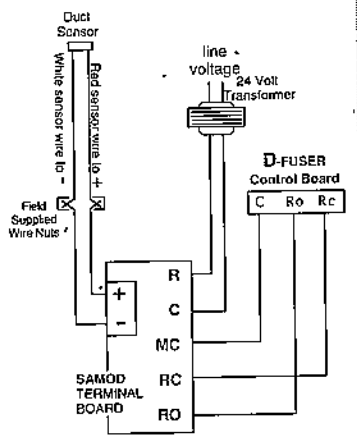 Duct
Sensor
line
voltage
24 Volt
Transformer
White sensor wire to -
Red sensor wire to +
D-FUSER
Control Board
C Ro Rc
Field
Supplied
Wire Nuts
R
+
C
-
MC
SAMOD
TERMINAL
BOARD
RC
RO